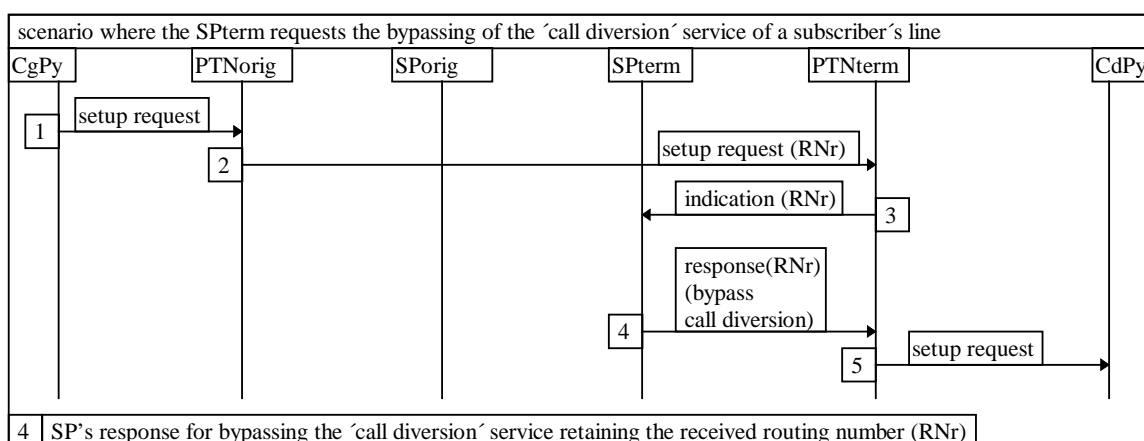 scenario where the SPterm requests the bypassing of the ´call diversion´ service of a subscriber´s line
CgPy PTNorig SPorig SPterm PTNterm CdPy
1 setup request
2 setup request (RNr)
indication (RNr) 3
response(RNr)
(bypass
call diversion)
4
5 setup request
4 SP’s response for bypassing the ´call diversion´ service retaining the received routing number (RNr)